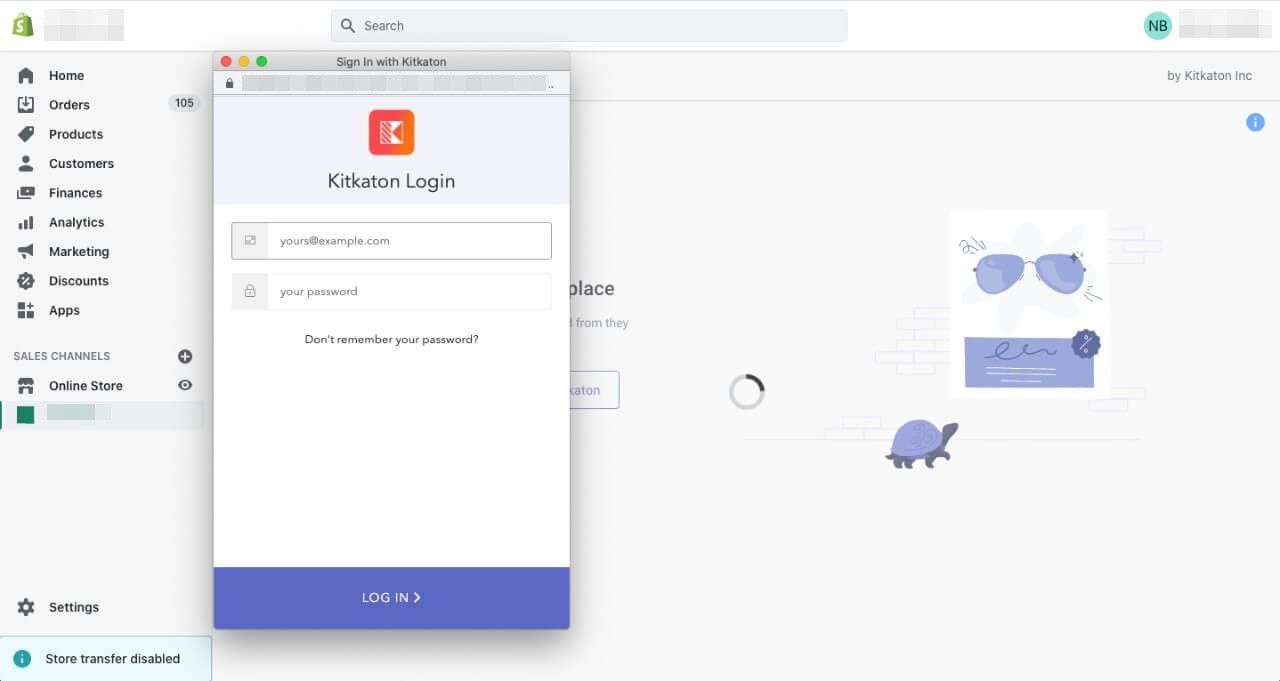 Search
NB
Home
Orders
105
Products
Customers
Finances
Analytics
Marketing
Discounts
Apps
SALES CHANNELS
Online Store
Settings
Store transfer disabled
Sign In with Kitkaton
..
Kitkaton Login
yours@example.com
your password
Don't remember your password?
LOG IN >
by Kitkaton Inc
place
from they
katon